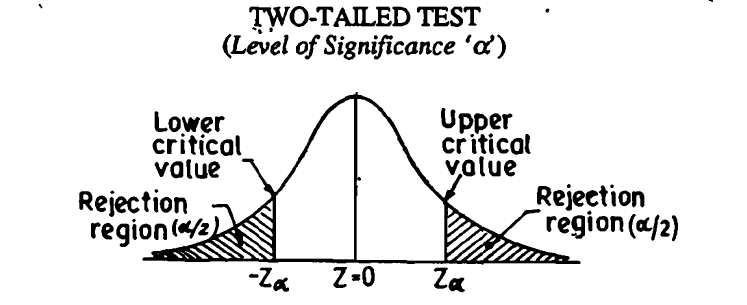 TWO-TAILED TEST
(Level of Significance ‘α’)
Lower
critical
value
Upper
critical
value
Rejection
region(α/2)
Rejection
region(α/2)
-Zα
Z=0
Zα